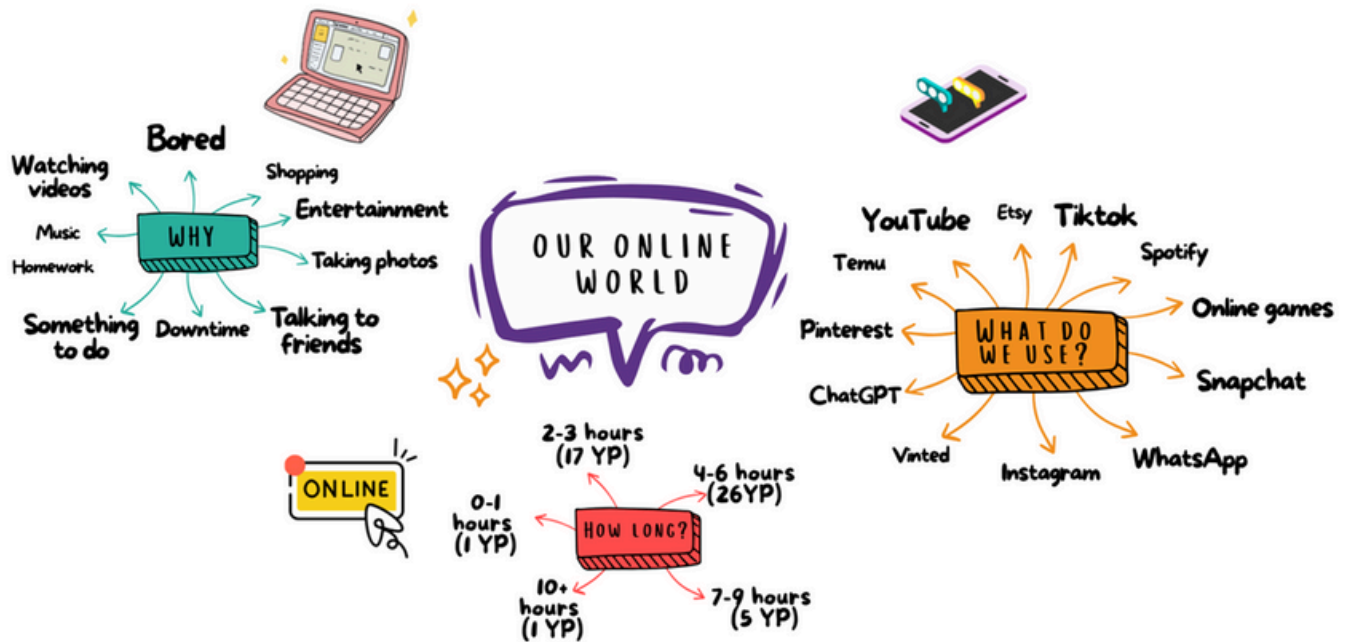 OUR ONLINE
WORLD
WHY
Bored
Watching
videos
Shopping
Entertainment
Music
Taking photos
Homework
Something
to do
Downtime
Talking to
friends
WHAT DO
WE USE?
YouTube
Etsy
Tiktok
Temu
Spotify
Online games
Pinterest
Snapchat
ChatGPT
Vinted
Instagram
WhatsApp
ONLINE
HOW LONG?
2-3 hours
(17 YP)
4-6 hours
(26YP)
0-1
hours
(1 YP)
10+
hours
(1 YP)
7-9 hours
(5 YP)